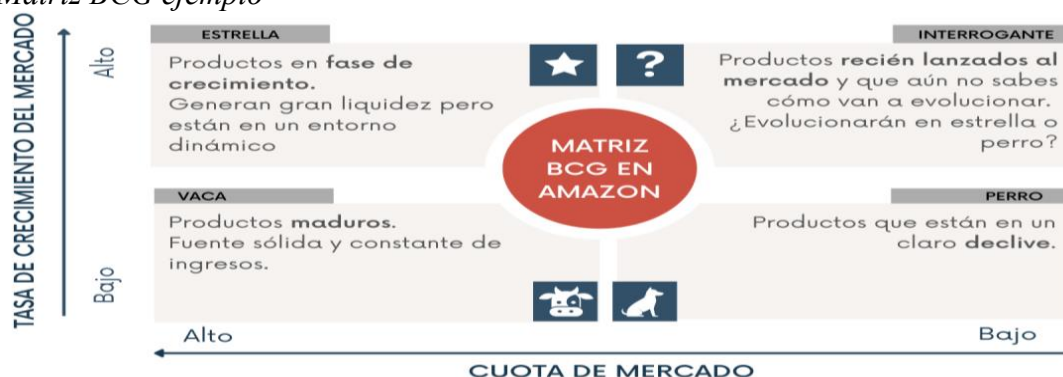 Matriz BCG ejemplo
TASA DE CRECIMIENTO DEL MERCADO
Alto
Bajo
ESTRELLA
Productos en fase de
crecimiento.
Generan gran liquidez pero
están en un entorno
dinámico
?
INTERROGANTE
Productos recién lanzados al
mercado y que aún no sabes
cómo van a evolucionar.
¿Evolucionarán en estrella o
perro?
MATRIZ
BCG EN
AMAZON
VACA
Productos maduros.
Fuente sólida y constante de
ingresos.
PERRO
Productos que están en un
claro declive.
Alto
Bajo
CUOTA DE MERCADO